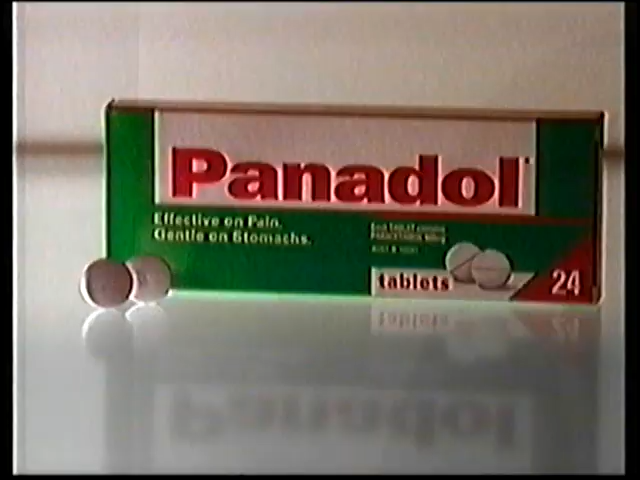 Panadol
Effective on Pain.
Gentle on Stomachs.
tablets
24